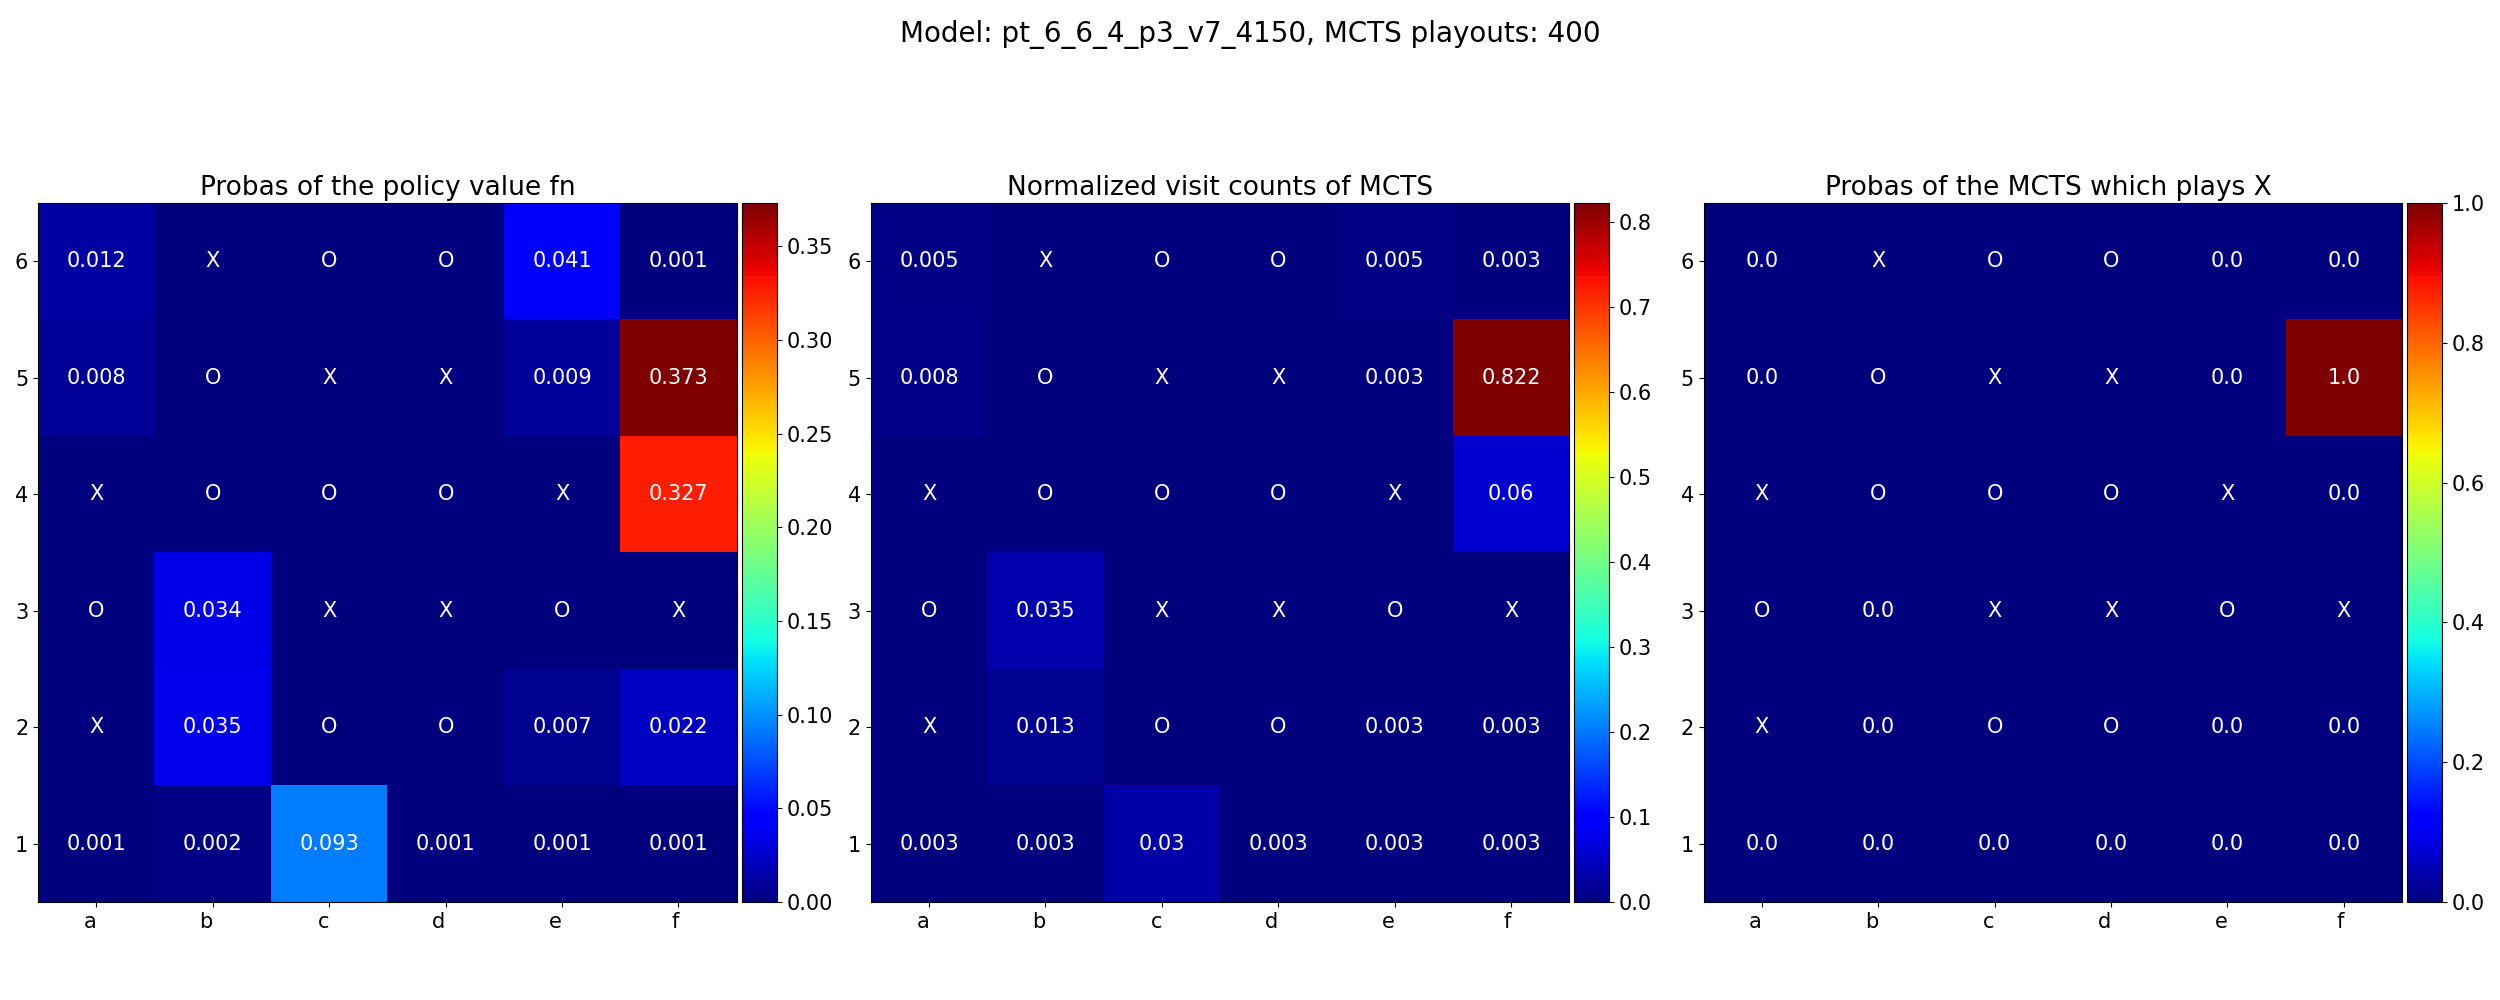 Model: pt_6_6_4_p3_v7_4150, MCTS playouts: 400
Probas of the policy value fn
6 0.012 X O O 0.041 0.001
5 0.008 O X X 0.009 0.373
4 X O O O X 0.327
3 O 0.034 X X O X
2 X 0.035 O O 0.007 0.022
1 0.001 0.002 0.093 0.001 0.001 0.001
a b c d e f
0.35
0.30
0.25
0.20
0.15
0.10
0.05
0.00
Normalized visit counts of MCTS
6 0.005 X O O 0.005 0.003
5 0.008 O X X 0.003 0.822
4 X O O O X 0.06
3 O 0.035 X X O X
2 X 0.013 O O 0.003 0.003
1 0.003 0.003 0.03 0.003 0.003 0.003
a b c d e f
0.8
0.7
0.6
0.5
0.4
0.3
0.2
0.1
0.0
Probas of the MCTS which plays X
6 0.0 X O O 0.0 0.0
5 0.0 O X X 0.0 1.0
4 X O O O X 0.0
3 O 0.0 X X O X
2 X 0.0 O O 0.0 0.0
1 0.0 0.0 0.0 0.0 0.0 0.0
a b c d e f
1.0
0.8
0.6
0.4
0.2
0.0